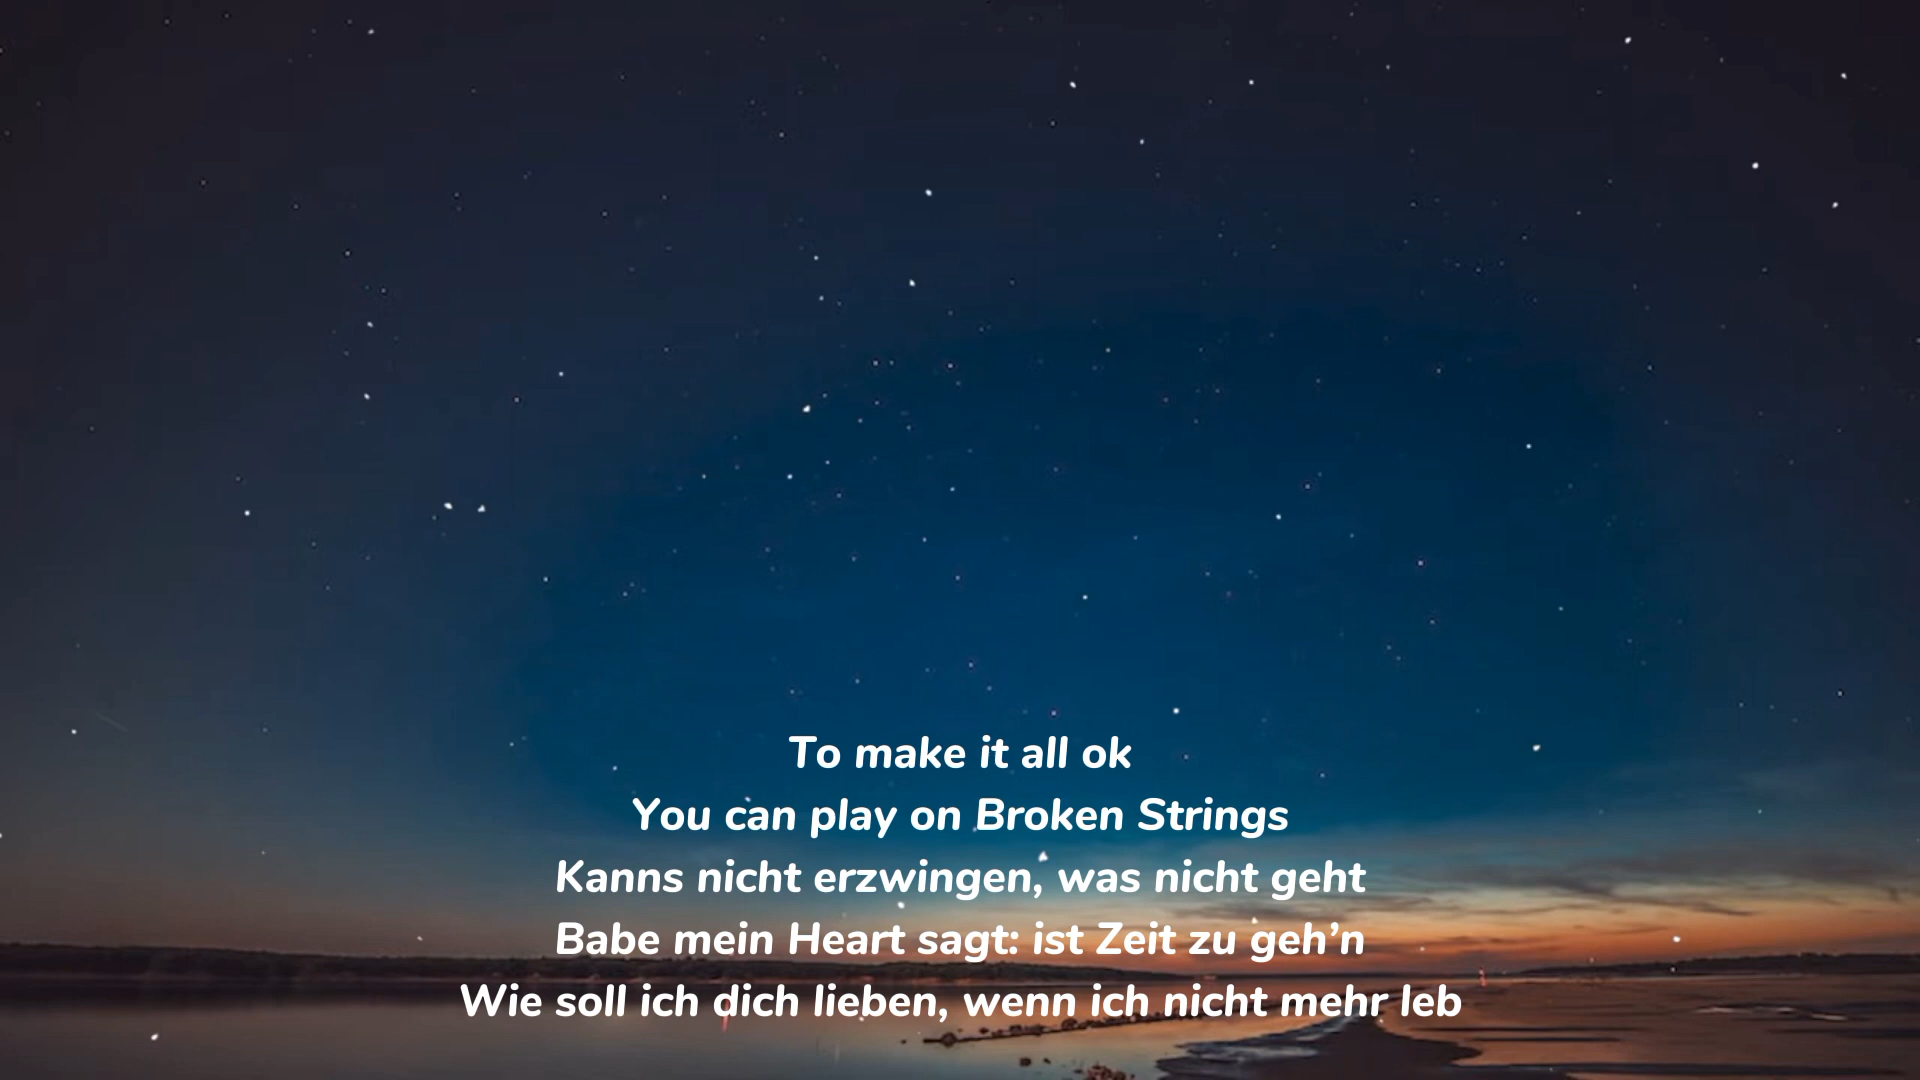 To make it all ok
You can play on Broken Strings
Kanns nicht erzwingen, was nicht geht
Babe mein Heart sagt: ist Zeit zu geh’n
Wie soll ich dich lieben, wenn ich nicht mehr leb